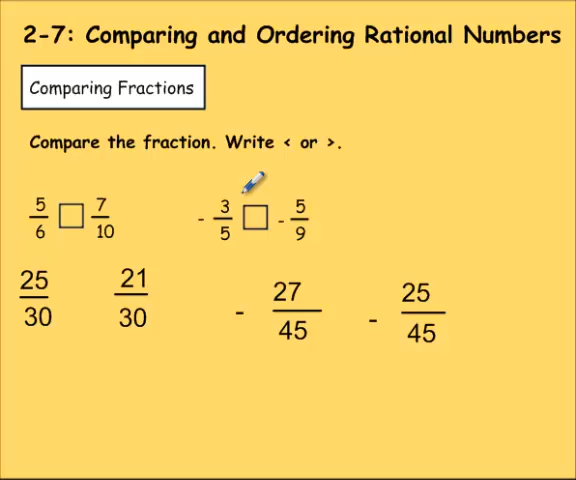 2-7: Comparing and Ordering Rational Numbers
Comparing Fractions
Compare the fraction. Write < or >.
5/6 □ 7/10   - 3/5 □ - 5/9
25/30   21/30   - 27/45   - 25/45